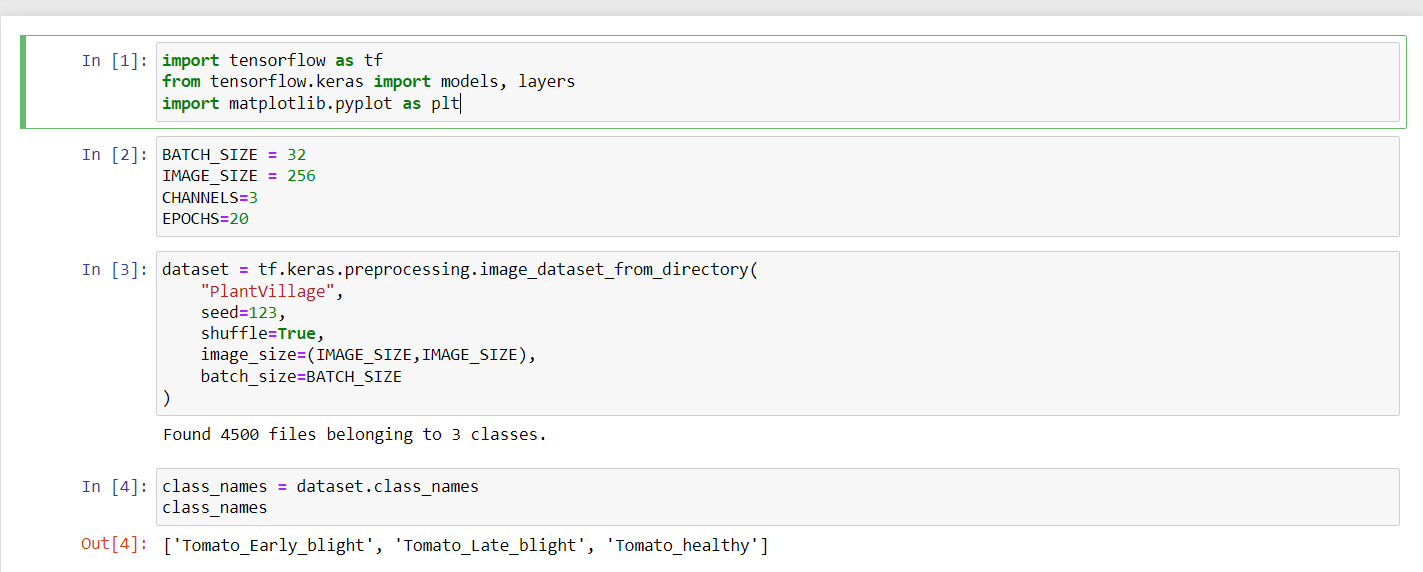 In [1]: import tensorflow as tf
from tensorflow.keras import models, layers
import matplotlib.pyplot as plt
In [2]: BATCH_SIZE = 32
IMAGE_SIZE = 256
CHANNELS=3
EPOCHS=20
In [3]: dataset = tf.keras.preprocessing.image_dataset_from_directory(
    "PlantVillage",
    seed=123,
    shuffle=True,
    image_size=(IMAGE_SIZE,IMAGE_SIZE),
    batch_size=BATCH_SIZE
)
Found 4500 files belonging to 3 classes.
In [4]: class_names = dataset.class_names
class_names
Out[4]: ['Tomato_Early_blight', 'Tomato_Late_blight', 'Tomato_healthy']